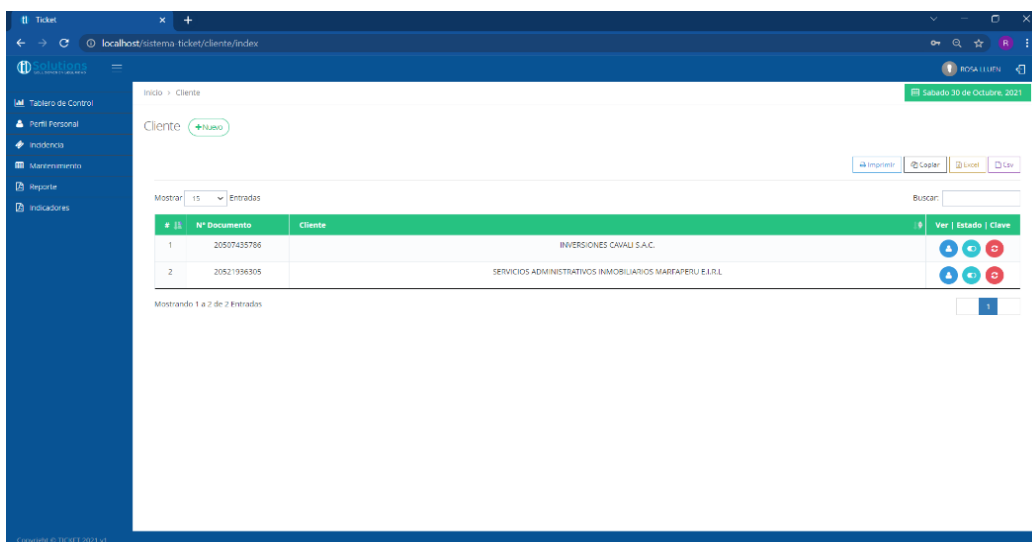 Ticket
localhost/sistema-ticket/cliente/index
R
Solutions
ROSA LI LIEN
Inicio > Cliente
Sabado 30 de Octubre, 2021
Tablero de Control
Perfil Personal
Incidencia
Mantenimiento
Reporte
Indicadores
Cliente +Nuevo
Imprimir Copiar Excel Csv
Mostrar 15 Entradas Buscar:
# N° Documento Cliente Ver | Estado | Clave
1 20507435786 INVERSIONES CAVALI S.A.C.
2 20521936305 SERVICIOS ADMINISTRATIVOS INMOBILIARIOS MARFAPERU E.I.R.L
Mostrando 1 a 2 de 2 Entradas
1
Copyright © TICKET 2021 v1